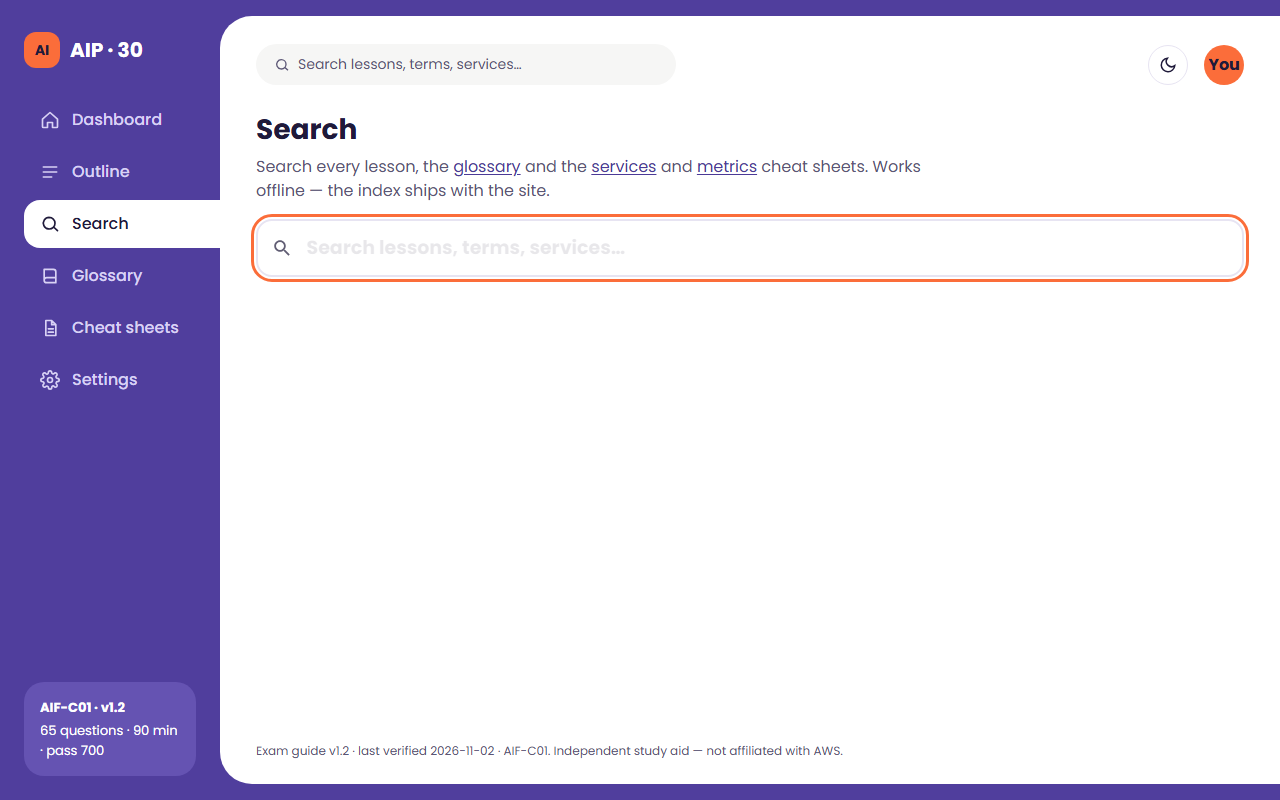 AI AIP · 30
Dashboard
Outline
Search
Glossary
Cheat sheets
Settings
AIF-C01 · v1.2
65 questions · 90 min
· pass 700
Search lessons, terms, services…
You
Search
Search every lesson, the glossary and the services and metrics cheat sheets. Works
offline — the index ships with the site.
Search lessons, terms, services…
Exam guide v1.2 · last verified 2026-11-02 · AIF-C01. Independent study aid — not affiliated with AWS.